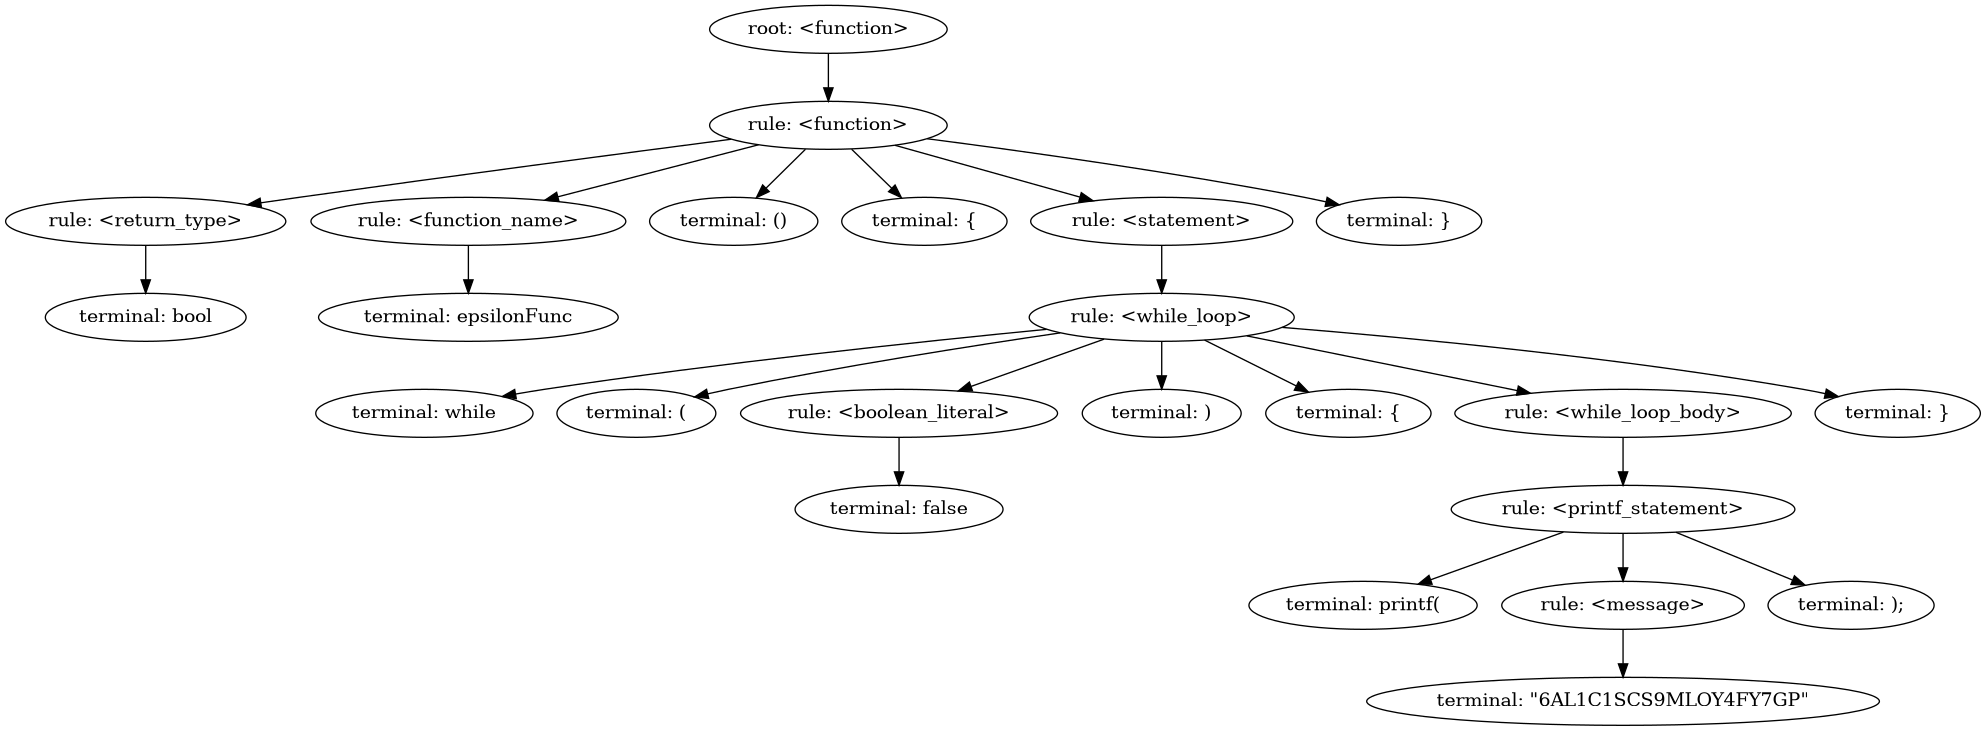 root: <function>
rule: <function>
rule: <return_type>
rule: <function_name>
terminal: ()
terminal: {
rule: <statement>
terminal: }
terminal: bool
terminal: epsilonFunc
rule: <while_loop>
terminal: while
terminal: (
rule: <boolean_literal>
terminal: )
terminal: {
rule: <while_loop_body>
terminal: }
terminal: false
rule: <printf_statement>
terminal: printf(
rule: <message>
terminal: );
terminal: "6AL1C1SCS9MLOY4FY7GP"